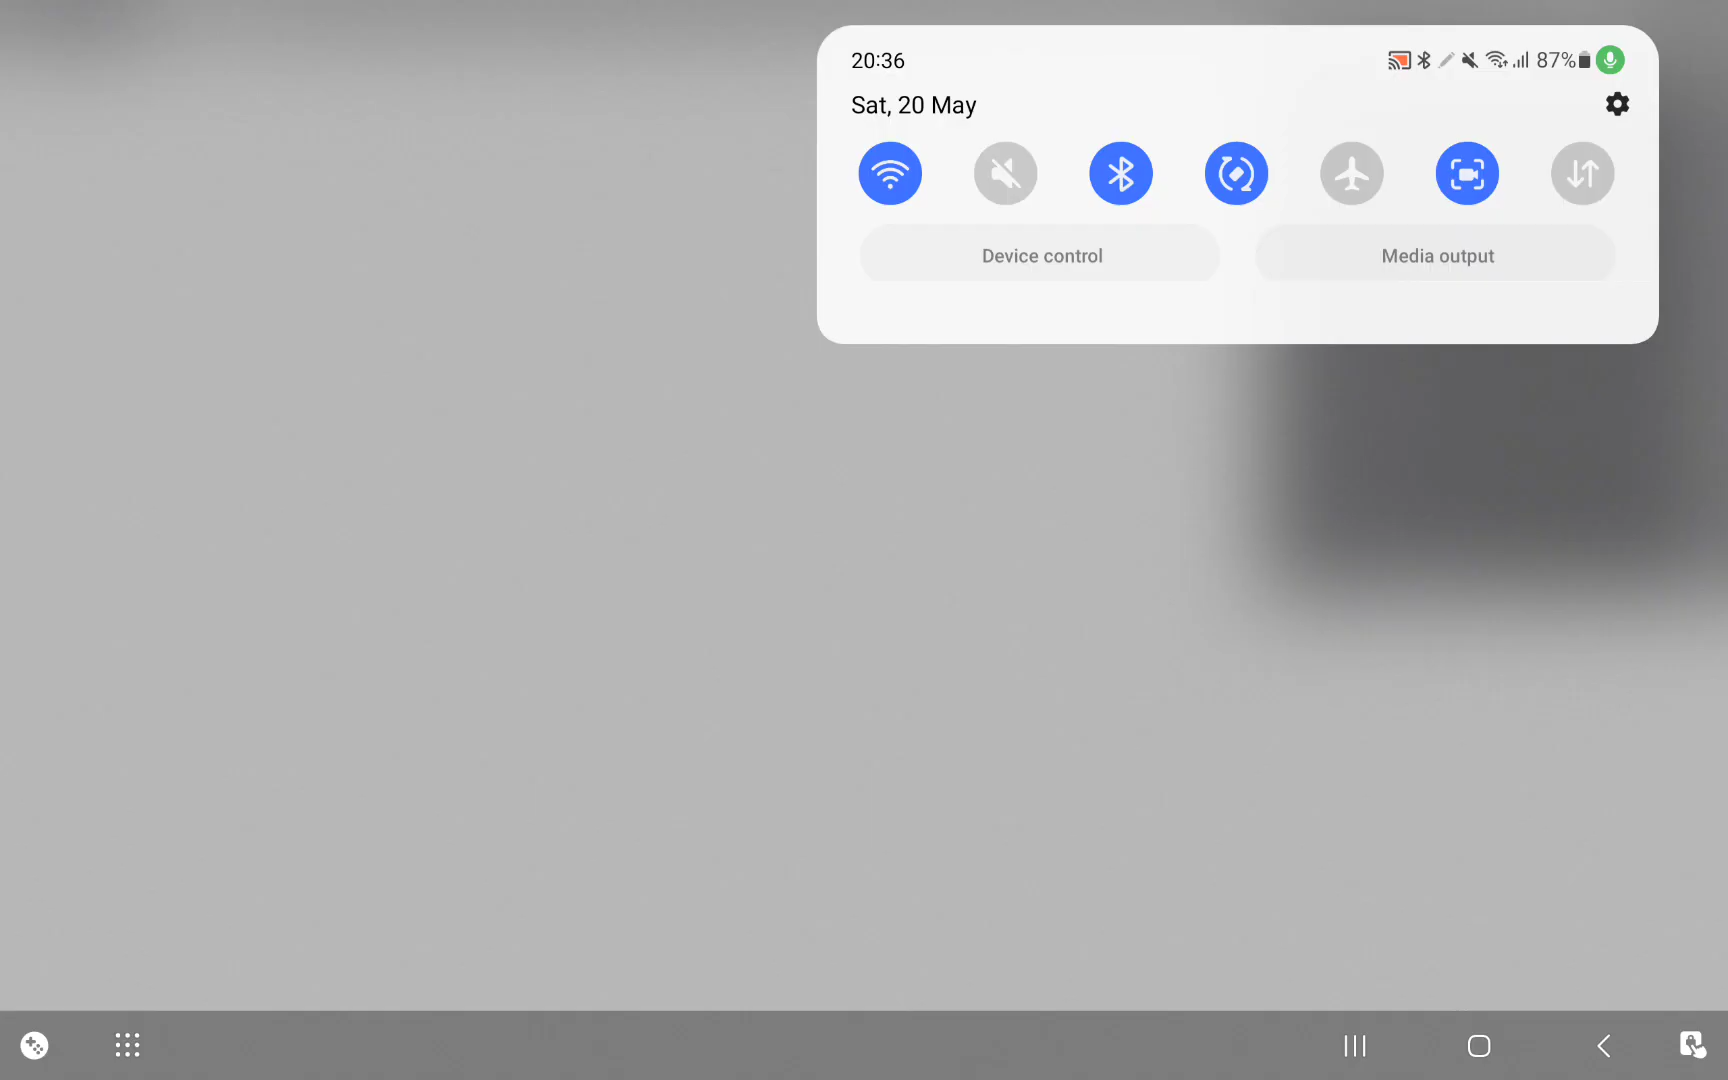 20:36
87%
Sat, 20 May
Device control
Media output